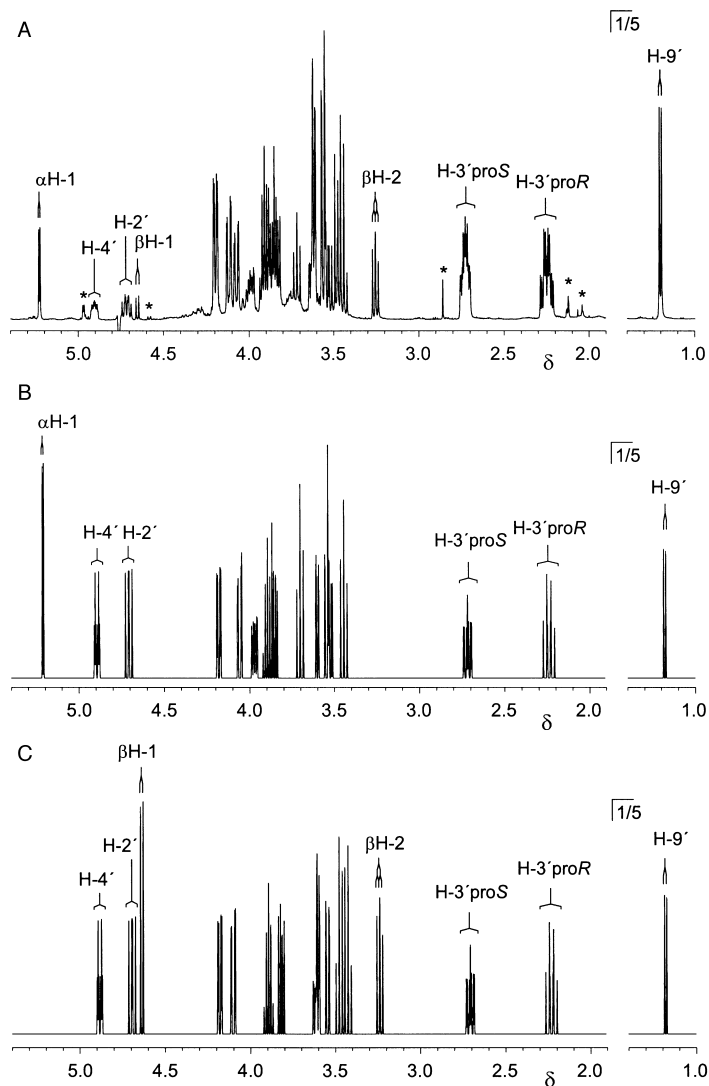 A
1/5
H-9´
αH-1
H-4´
H-2´
βH-1
βH-2
H-3´proS
H-3´proR
* * * * *
5.0 4.5 4.0 3.5 3.0 2.5 2.0 1.0
δ
B
αH-1
1/5
H-9´
H-4´ H-2´
H-3´proS
H-3´proR
5.0 4.5 4.0 3.5 3.0 2.5 2.0 1.0
δ
C
βH-1
1/5
H-9´
H-4´
H-2´
βH-2
H-3´proS
H-3´proR
5.0 4.5 4.0 3.5 3.0 2.5 2.0 1.0
δ